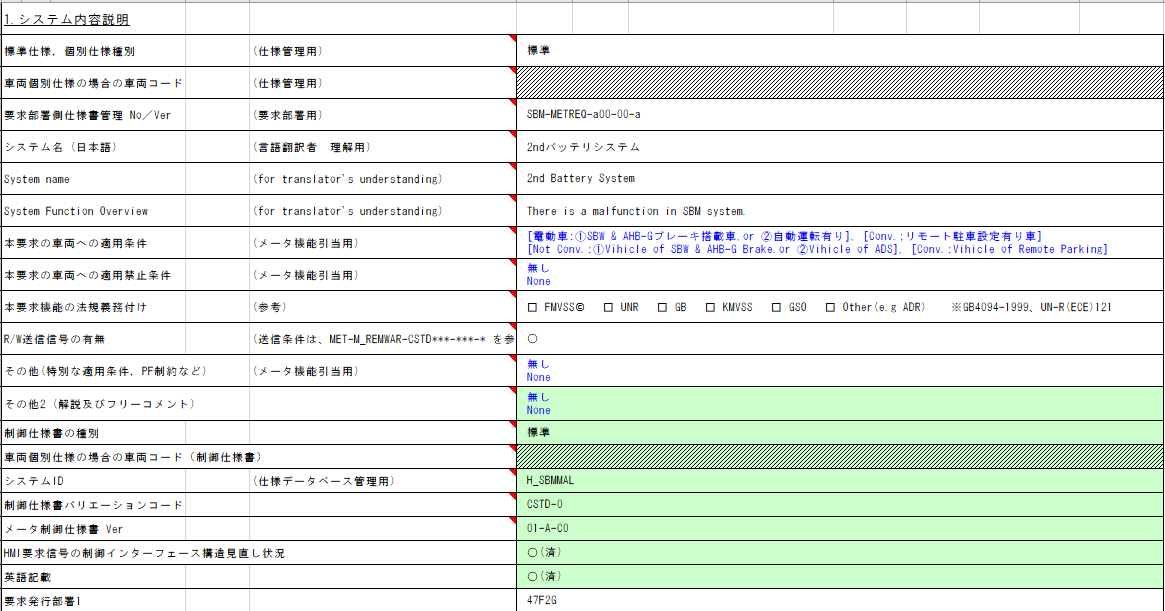 1. システム内容説明
標準仕様, 個別仕様種別 (仕様管理用) 標準
車両個別仕様の場合の車両コード (仕様管理用)
要求部署側仕様書管理 No／Ver (要求部署用) SBM-METREQ-a00-00-a
システム名 (日本語) (言語翻訳者　理解用) 2ndバッテリシステム
System name (for translator's understanding) 2nd Battery System
System Function Overview (for translator's understanding) There is a malfunction in SBM system.
本要求の車両への適用条件 (メータ機能引当用) [電動車:①SBW & AHB-Gブレーキ搭載車.or ②自動運転有り], [Conv.;リモート駐車設定有り車]
[Not Conv.:①Vihicle of SBW & AHB-G Brake.or ②Vihicle of ADS], [Conv.:Vihicle of Remote Parking]
本要求の車両への適用禁止条件 (メータ機能引当用) 無し
None
本要求機能の法規義務付け (参考) □ FMVSS© □ UNR □ GB □ KMVSS □ GSO □ Other(e.g ADR) ※GB4094-1999、UN-R(ECE)121
R/W送信信号の有無 (送信条件は、MET-M_REMWAR-CSTD***-***-* を参 ○
その他(特別な適用条件, PF制約など) (メータ機能引当用) 無し
None
その他2 (解説及びフリーコメント) 無し
None
制御仕様書の種別 標準
車両個別仕様の場合の車両コード (制御仕様書)
システムID (仕様データベース管理用) H_SBMMAL
制御仕様書バリエーションコード CSTD-0
メータ制御仕様書 Ver 01-A-C0
HMI要求信号の制御インターフェース構造見直し状況 ○(済)
英語記載 ○(済)
要求発行部署1 47F2G